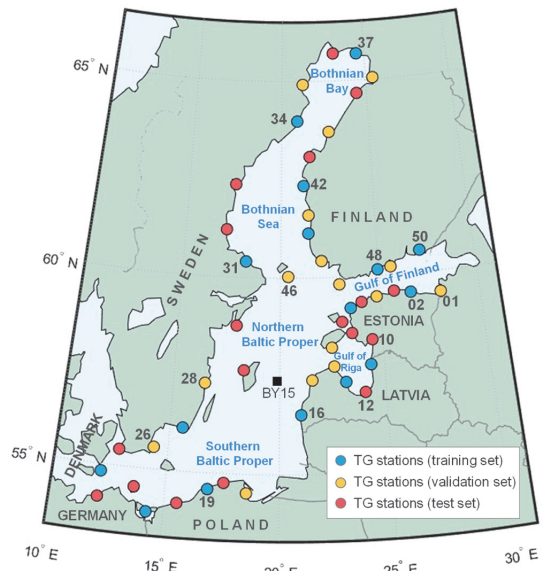 65° N
37
Bothnian
Bay
34
42
Bothnian
Sea
FINLAND
SWEDEN
50
60° N
48
31
46
Gulf of Finland
02
01
Northern
Baltic Proper
ESTONIA
10
Gulf of
Riga
28
BY15
12
LATVIA
16
DENMARK
26
55° N
Southern
Baltic Proper
TG stations (training set)
TG stations (validation set)
TG stations (test set)
19
GERMANY
POLAND
10° E
15° E
20° E
25° E
30° E